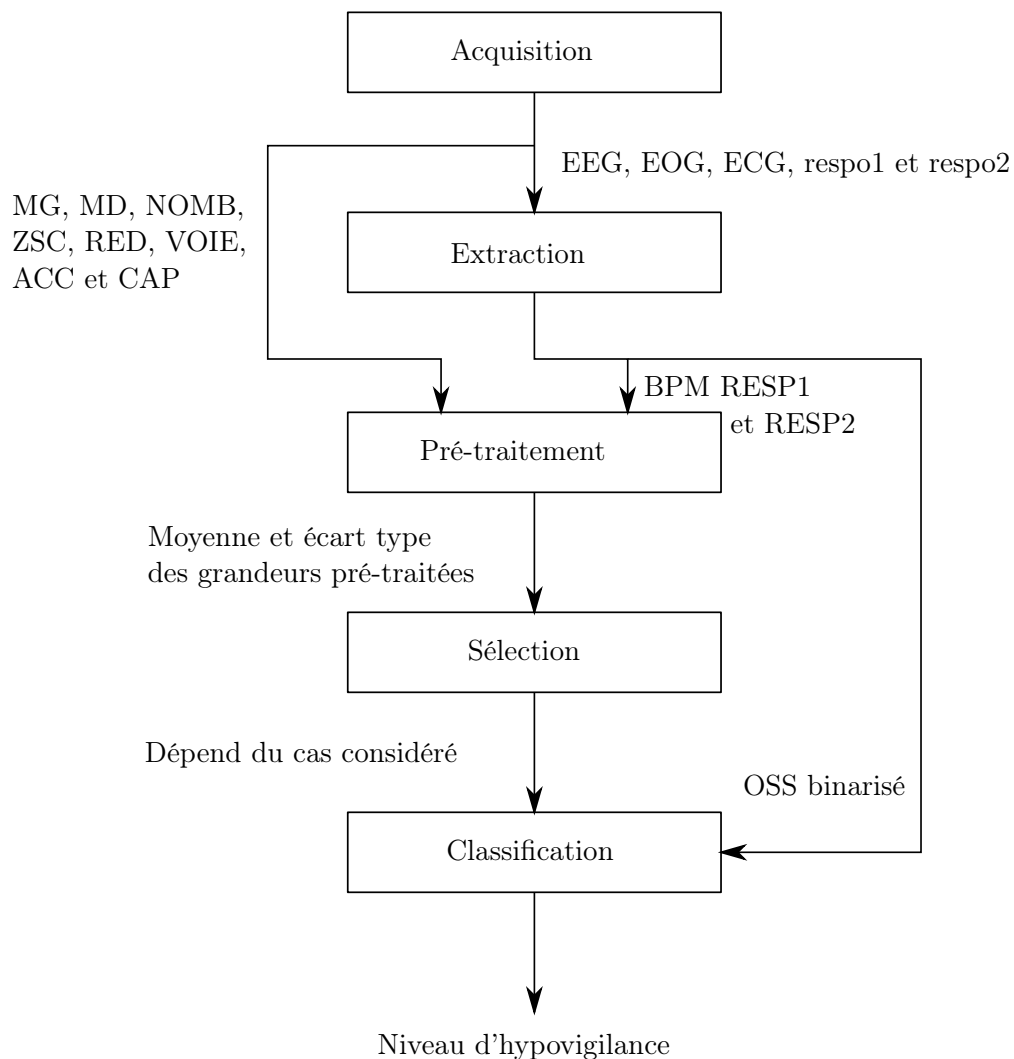 Acquisition
EEG, EOG, ECG, respo1 et respo2
MG, MD, NOMB,
ZSC, RED, VOIE,
ACC et CAP
Extraction
BPM RESP1
et RESP2
Pré-traitement
Moyenne et écart type
des grandeurs pré-traitées
Sélection
Dépend du cas considéré
OSS binarisé
Classification
Niveau d'hypovigilance